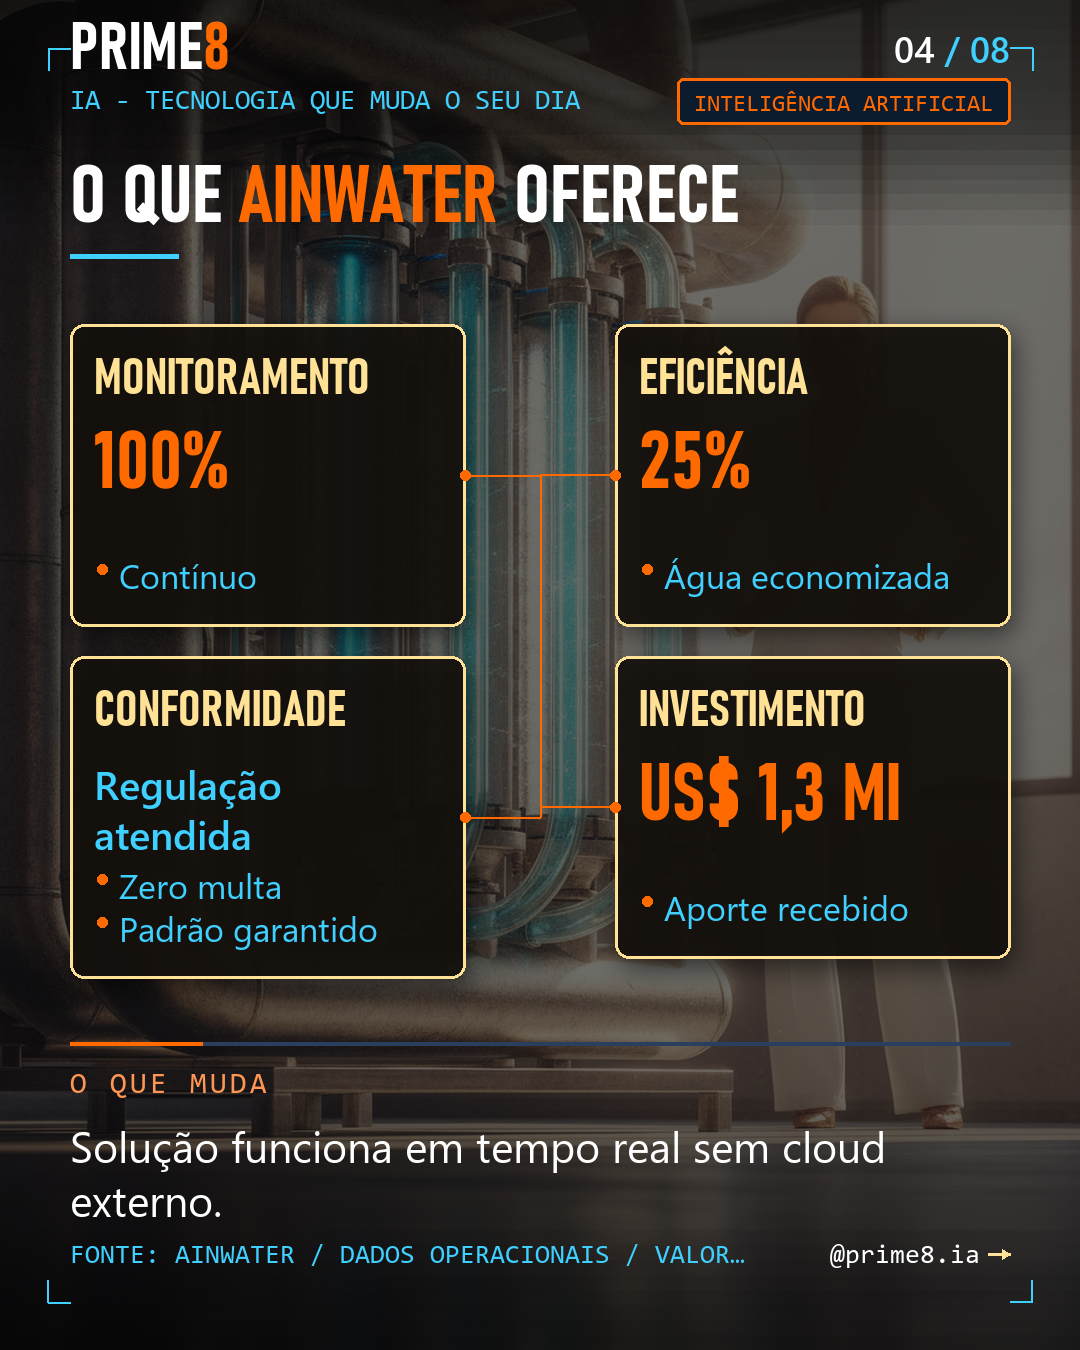 PRIME8
04 / 08
IA - TECNOLOGIA QUE MUDA O SEU DIA
INTELIGÊNCIA ARTIFICIAL
O QUE AINWATER OFERECE
MONITORAMENTO
100%
Contínuo
EFICIÊNCIA
25%
Água economizada
CONFORMIDADE
Regulação
atendida
Zero multa
Padrão garantido
INVESTIMENTO
US$ 1,3 MI
Aporte recebido
O QUE MUDA
Solução funciona em tempo real sem cloud
externo.
FONTE: AINWATER / DADOS OPERACIONAIS / VALOR…
@prime8.ia